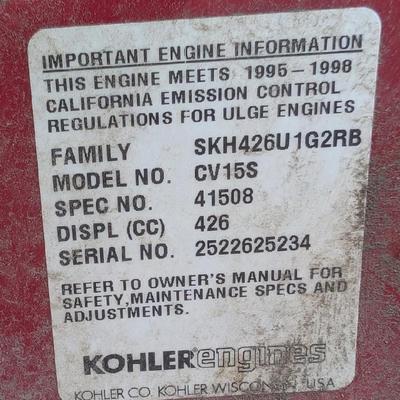 IMPORTANT ENGINE INFORMATION
THIS ENGINE MEETS 1995-1998
CALIFORNIA EMISSION CONTROL
REGULATIONS FOR ULGE ENGINES
FAMILY SKH426U1G2RB
MODEL NO. CV15S
SPEC NO. 41508
DISPL (CC) 426
SERIAL NO. 2522625234
REFER TO OWNER'S MANUAL FOR
SAFETY, MAINTENANCE SPECS AND
ADJUSTMENTS.
KOHLER engines
KOHLER CO. KOHLER WISCONSIN USA